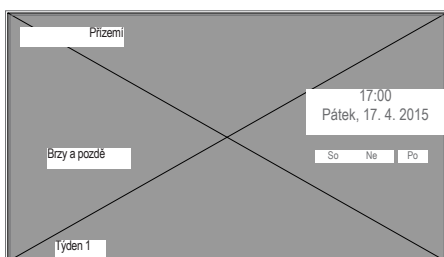 Přízemí
17:00
Pátek, 17. 4. 2015
Brzy a pozdě
So Ne Po
Týden 1